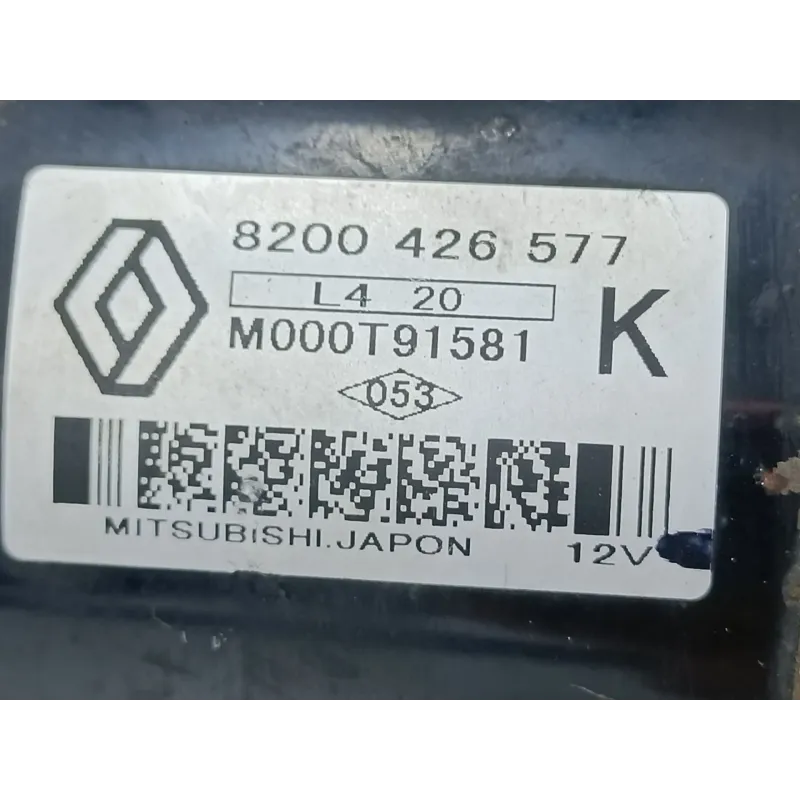 8200 426 577
L4 20
K
M000T91581
053
MITSUBISHI.JAPON
12V